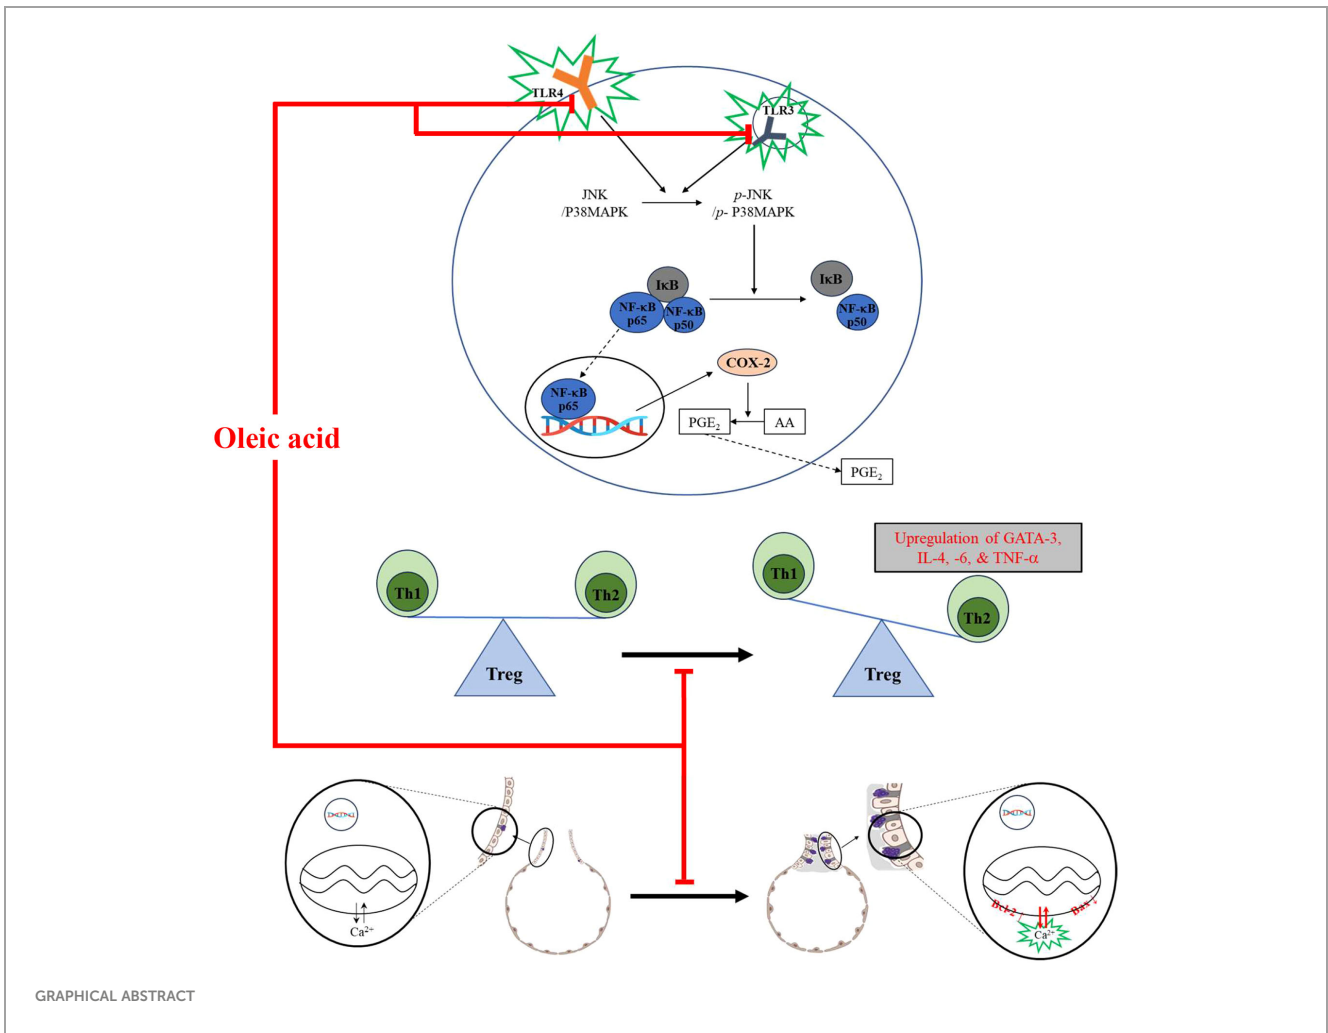 TLR4
TLR3
JNK
/P38MAPK
p-JNK
/p- P38MAPK
IκB
NF-κB
p65
NF-κB
p50
IκB
NF-κB
p50
COX-2
NF-κB
p65
PGE₂
AA
PGE₂
Oleic acid
Upregulation of GATA-3,
IL-4, -6, & TNF-α
Th1
Th2
Treg
Th1
Th2
Treg
Ca²⁺
Bcl-2
Bax
Ca²⁺
GRAPHICAL ABSTRACT